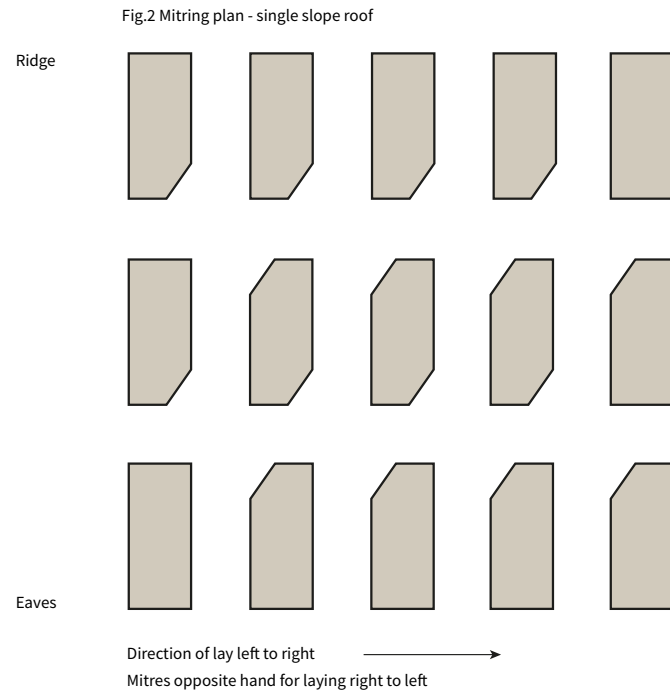 Fig.2 Mitring plan - single slope roof
Ridge
Eaves
Direction of lay left to right
Mitres opposite hand for laying right to left